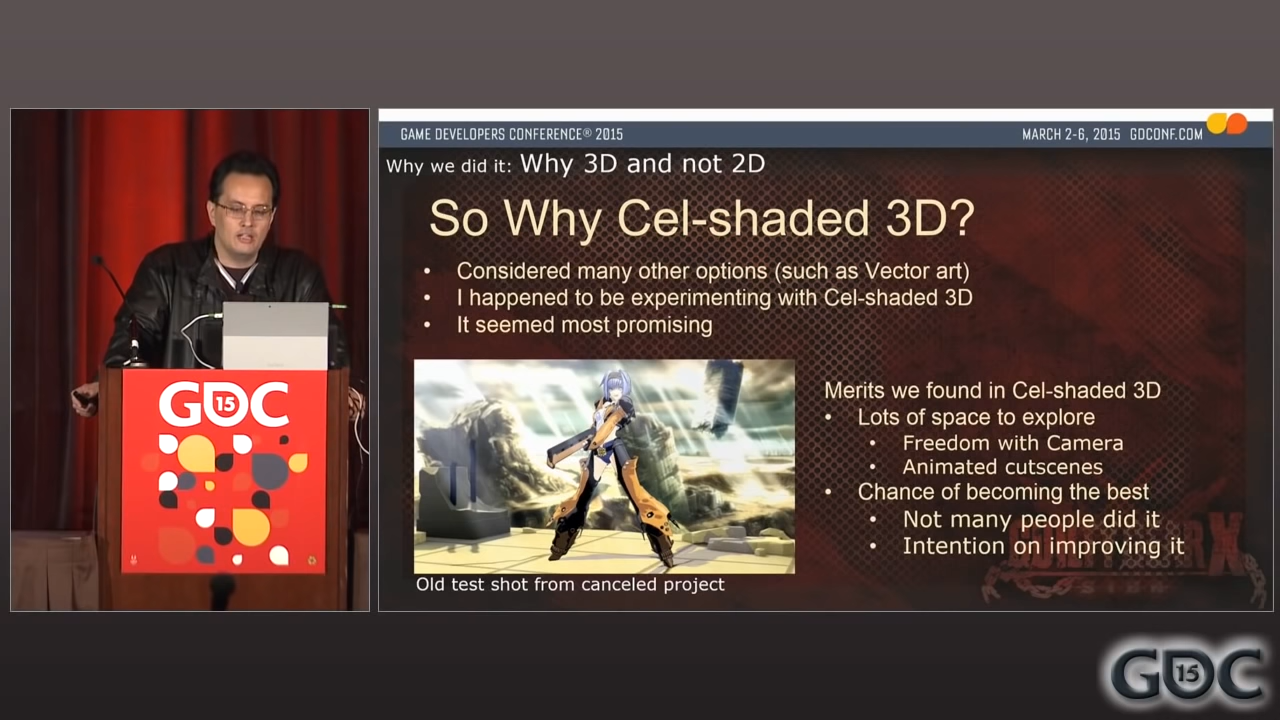 GAME DEVELOPERS CONFERENCE® 2015
MARCH 2-6, 2015 GDCONF.COM
Why we did it: Why 3D and not 2D
So Why Cel-shaded 3D?
• Considered many other options (such as Vector art)
• I happened to be experimenting with Cel-shaded 3D
• It seemed most promising
Merits we found in Cel-shaded 3D
• Lots of space to explore
• Freedom with Camera
• Animated cutscenes
• Chance of becoming the best
• Not many people did it
• Intention on improving it
Old test shot from canceled project
GDC 15
GDC 15